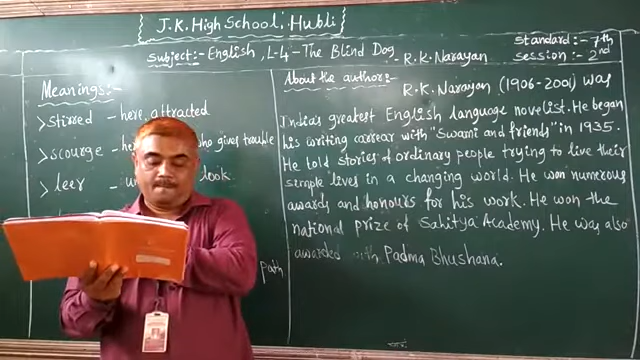 J.K. High School :- Hubli
Subject:- English, L-4 - The Blind Dog - R.K. Narayan
Standard:- 7th
Session:- 2nd
Meanings:-
> stirred - here, attracted
> scourge - he who gives trouble
> leer - look.
path
About the author:-
R.K. Narayan (1906-2001) was
India's greatest English language novelist. He began
his writing carrear with "Swami and friends" in 1935.
He told stories of ordinary people trying to live their
simple lives in a changing world. He won numerous
awards and honours for his work. He won the
national prize of Sahitya Academy. He was also
awarded with Padma Bhushana.